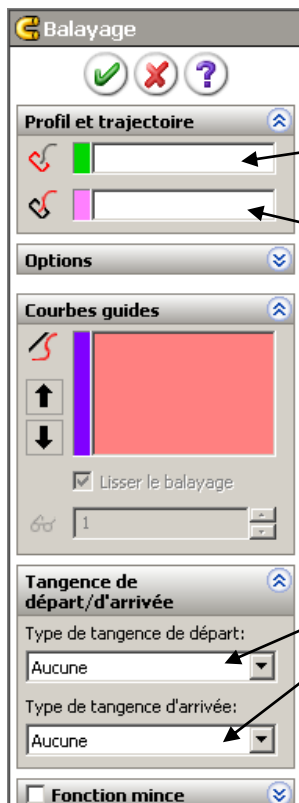 Balayage
?
Profil et trajectoire
Options
Courbes guides
Lisser le balayage
1
Tangence de
départ/d'arrivée
Type de tangence de départ:
Aucune
Type de tangence d'arrivée:
Aucune
Fonction mince